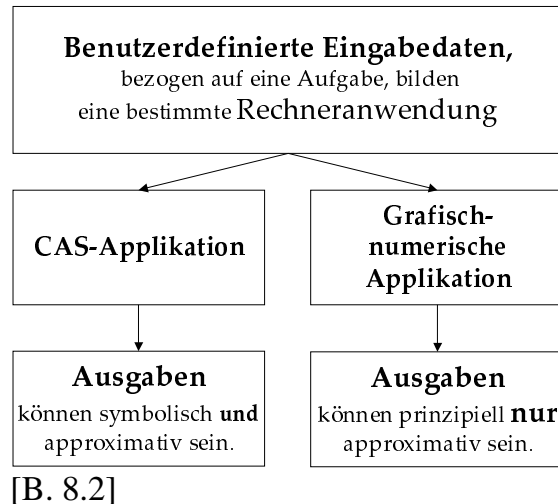 Benutzerdefinierte Eingabedaten,
bezogen auf eine Aufgabe, bilden
eine bestimmte Rechneranwendung
CAS-Applikation
Grafisch-
numerische
Applikation
Ausgaben
können symbolisch und
approximativ sein.
Ausgaben
können prinzipiell nur
approximativ sein.
[B. 8.2]